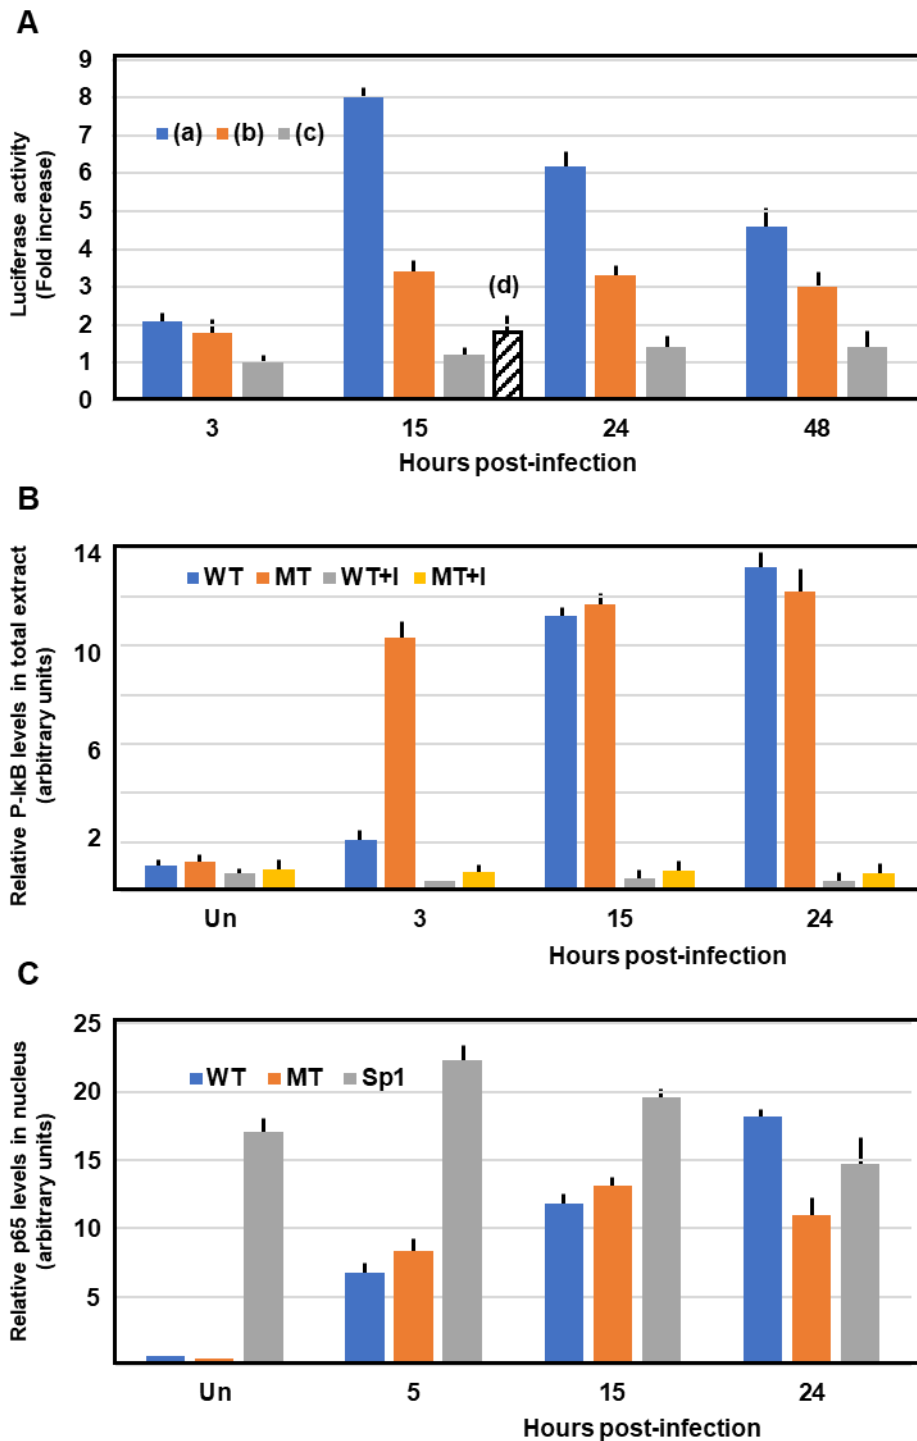 A
Luciferase activity
(Fold increase)
9
8
7
6
5
4
3
2
1
0
(a) (b) (c)
(d)
3 15 24 48
Hours post-infection
B
Relative P-IκB levels in total extract
(arbitrary units)
14
10
6
2
WT MT WT+I MT+I
Un 3 15 24
Hours post-infection
C
Relative p65 levels in nucleus
(arbitrary units)
25
20
15
10
5
WT MT Sp1
Un 5 15 24
Hours post-infection